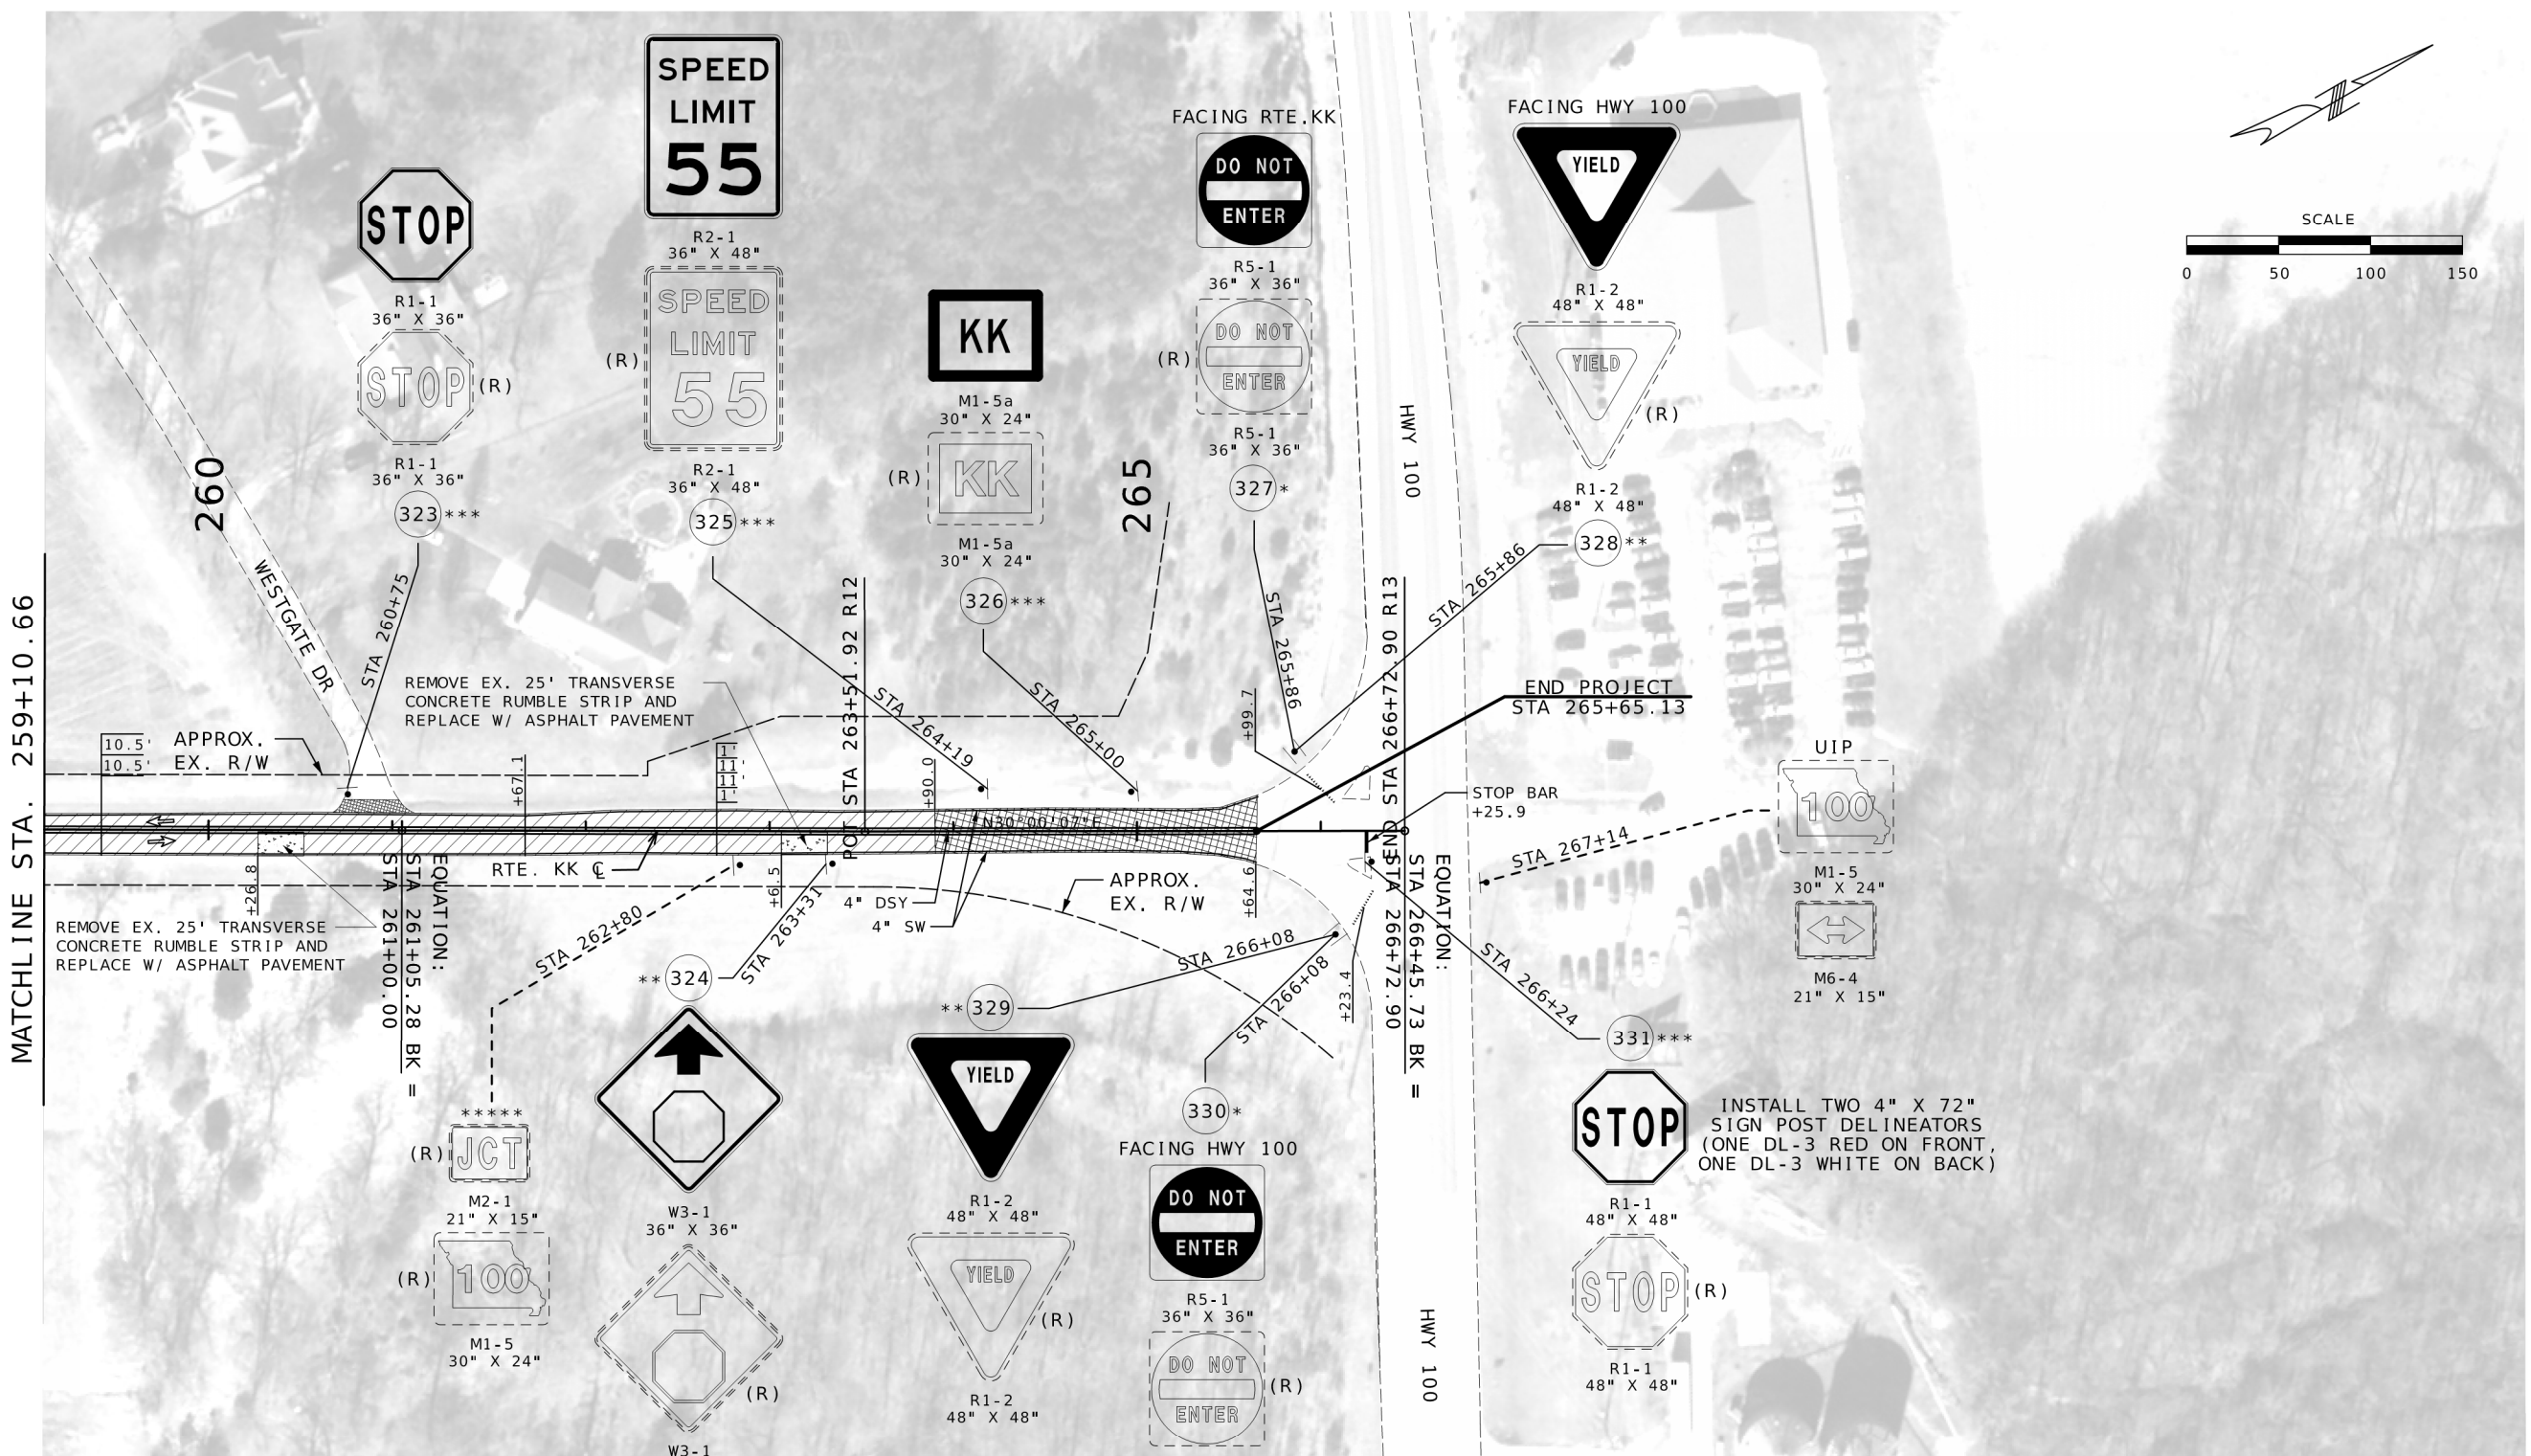 MATCHLINE STA. 259+10.66
260
WESTGATE DR
STOP
R1-1
36" X 36"
STOP
(R)
R1-1
36" X 36"
323
***
STA 260+75
SPEED
LIMIT
55
R2-1
36" X 48"
SPEED
LIMIT
55
(R)
R2-1
36" X 48"
325
***
STA 264+19
KK
M1-5a
30" X 24"
KK
(R)
M1-5a
30" X 24"
326
***
STA 265+00
265
FACING RTE.KK
DO NOT
ENTER
R5-1
36" X 36"
DO NOT
ENTER
(R)
R5-1
36" X 36"
327
*
STA 265+86
HWY 100
FACING HWY 100
YIELD
R1-2
48" X 48"
YIELD
(R)
R1-2
48" X 48"
328
**
STA 265+86
SCALE
0 50 100 150
REMOVE EX. 25' TRANSVERSE
CONCRETE RUMBLE STRIP AND
REPLACE W/ ASPHALT PAVEMENT
10.5'
10.5'
APPROX.
EX. R/W
+67.1
1'
11'
11'
1'
POT STA 263+51.92 R12
+90.0
N30°00'07"E
+99.7
END STA 266+72.90 R13
END PROJECT
STA 265+65.13
STOP BAR
+25.9
UIP
100
M1-5
30" X 24"
M6-4
21" X 15"
STA 267+14
+26.8
REMOVE EX. 25' TRANSVERSE
CONCRETE RUMBLE STRIP AND
REPLACE W/ ASPHALT PAVEMENT
EQUATION:
STA 261+05.28 BK =
STA 261+00.00
RTE. KK ℄
+6.5
4" DSY
4" SW
APPROX.
EX. R/W
+64.6
+23.4
EQUATION:
STA 266+45.73 BK =
STA 266+72.90
STA 262+80
*****
JCT
(R)
M2-1
21" X 15"
100
(R)
M1-5
30" X 24"
STA 263+31
**
324
W3-1
36" X 36"
(R)
W3-1
STA 266+08
**
329
YIELD
R1-2
48" X 48"
YIELD
(R)
R1-2
48" X 48"
STA 266+08
330
*
FACING HWY 100
DO NOT
ENTER
R5-1
36" X 36"
DO NOT
ENTER
(R)
HWY 100
STA 266+24
331
***
STOP
INSTALL TWO 4" X 72"
SIGN POST DELINEATORS
(ONE DL-3 RED ON FRONT,
ONE DL-3 WHITE ON BACK)
R1-1
48" X 48"
STOP
(R)
R1-1
48" X 48"